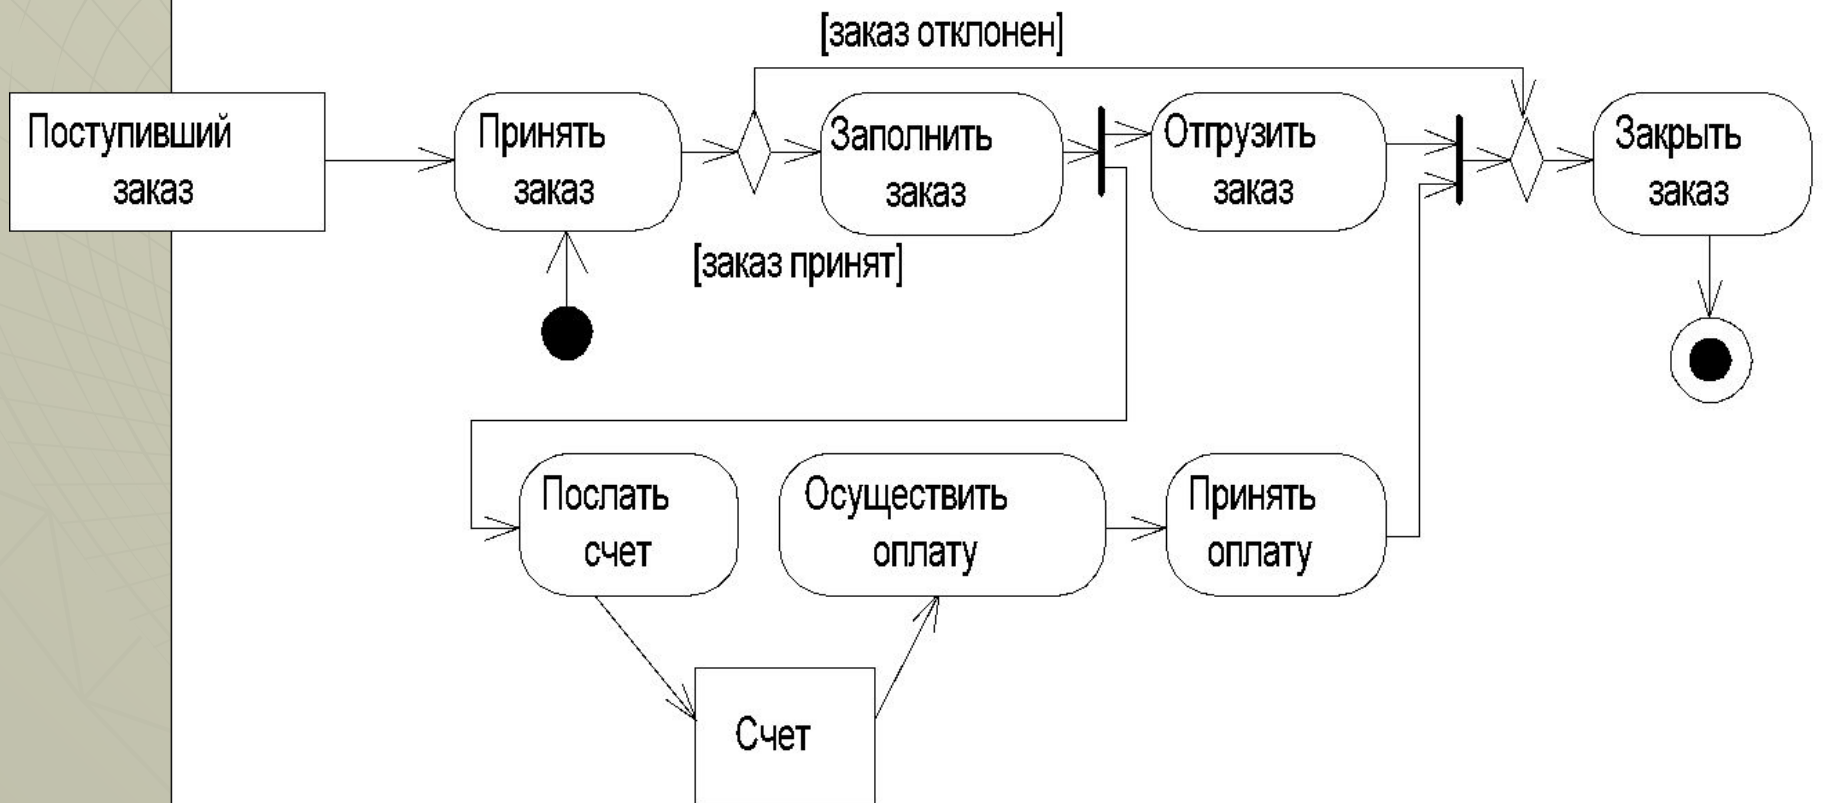 [заказ отклонен]
Поступивший
заказ
Принять
заказ
Заполнить
заказ
Отгрузить
заказ
Закрыть
заказ
[заказ принят]
Послать
счет
Осуществить
оплату
Принять
оплату
Счет